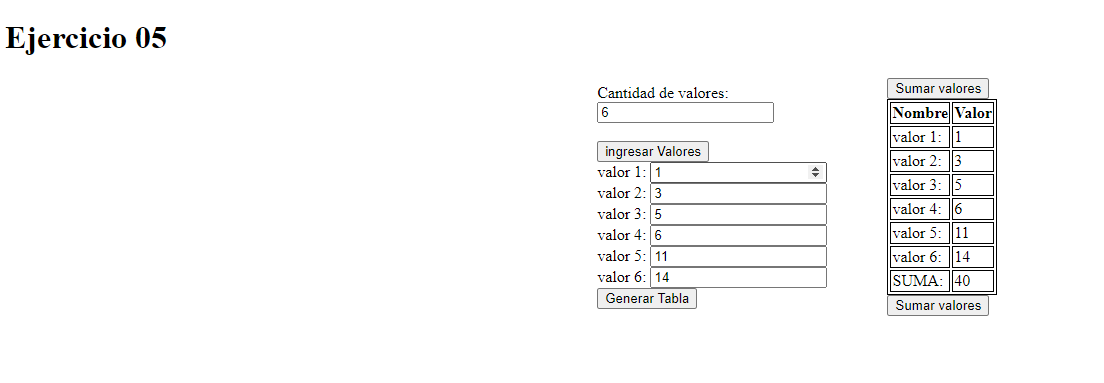 Ejercicio 05
Cantidad de valores:
6
ingresar Valores
valor 1: 1
valor 2: 3
valor 3: 5
valor 4: 6
valor 5: 11
valor 6: 14
Generar Tabla
Sumar valores
Nombre Valor
valor 1: 1
valor 2: 3
valor 3: 5
valor 4: 6
valor 5: 11
valor 6: 14
SUMA: 40
Sumar valores